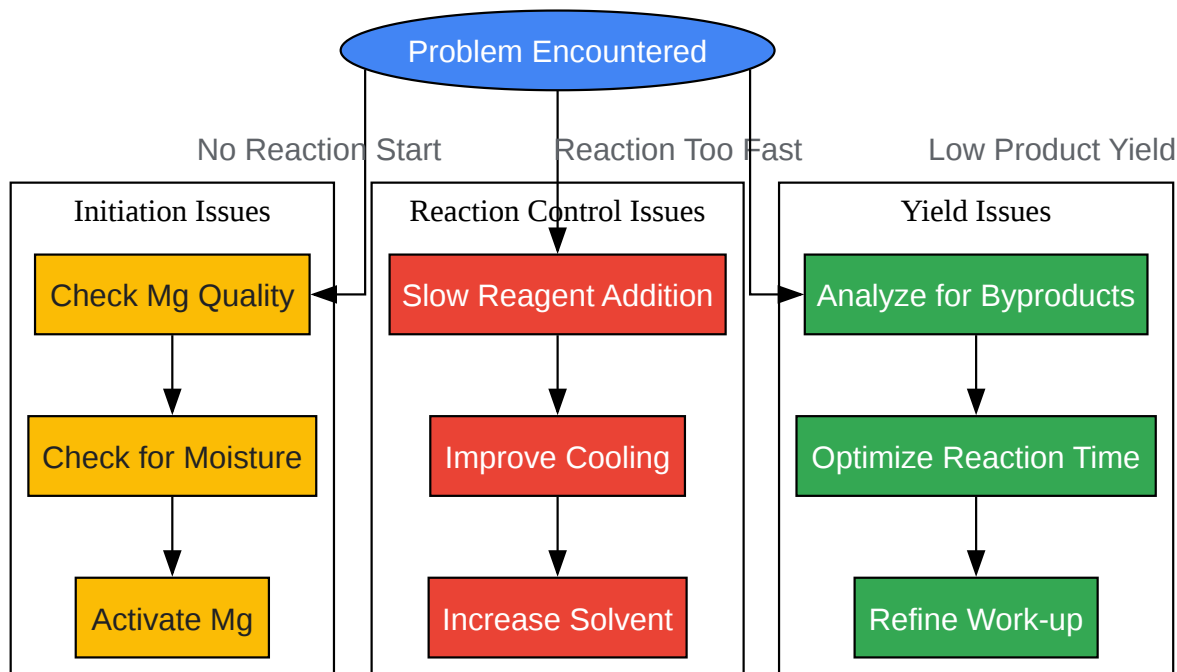 Problem Encountered
No Reaction Start
Reaction Too Fast
Low Product Yield
Initiation Issues
Reaction Control Issues
Yield Issues
Check Mg Quality
Slow Reagent Addition
Analyze for Byproducts
Check for Moisture
Improve Cooling
Optimize Reaction Time
Activate Mg
Increase Solvent
Refine Work-up